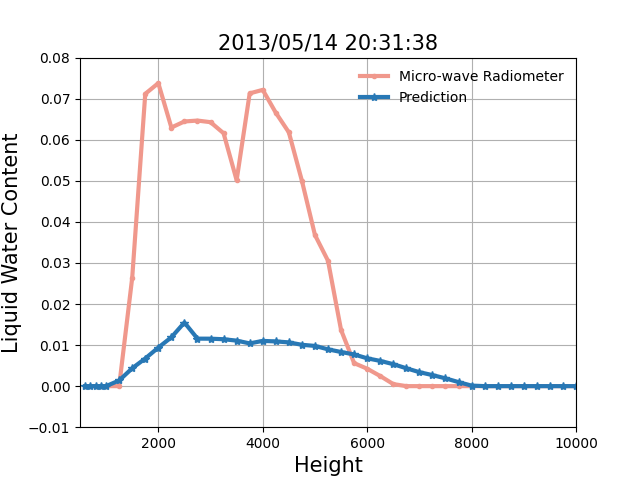 2013/05/14 20:31:38
Micro-wave Radiometer
Prediction
Liquid Water Content
0.08
0.07
0.06
0.05
0.04
0.03
0.02
0.01
0.00
−0.01
2000 4000 6000 8000 10000
Height